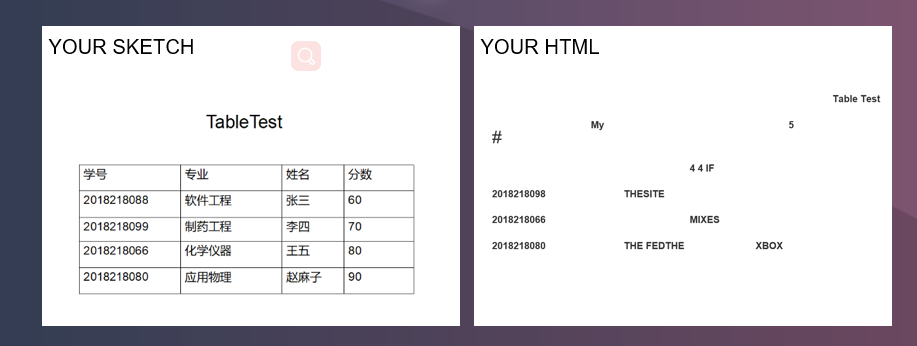 YOUR SKETCH
TableTest
学号 专业 姓名 分数
2018218088 软件工程 张三 60
2018218099 制药工程 李四 70
2018218066 化学仪器 王五 80
2018218080 应用物理 赵麻子 90
YOUR HTML
Table Test
My 5
#
4 4 IF
2018218098 THESITE
2018218066 MIXES
2018218080 THE FEDTHE XBOX